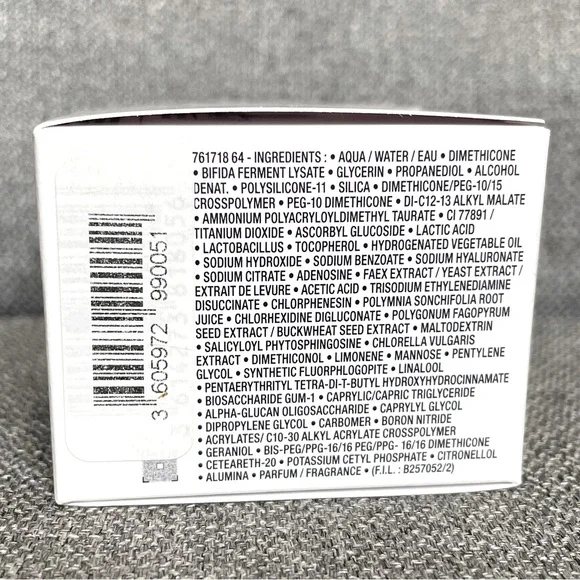 761718 64 - INGREDIENTS : • AQUA / WATER / EAU • DIMETHICONE
• BIFIDA FERMENT LYSATE • GLYCERIN • PROPANEDIOL • ALCOHOL
DENAT. • POLYSILICONE-11 • SILICA • DIMETHICONE/PEG-10/15
CROSSPOLYMER • PEG-10 DIMETHICONE • DI-C12-13 ALKYL MALATE
• AMMONIUM POLYACRYLOYLDIMETHYL TAURATE • CI 77891 /
TITANIUM DIOXIDE • ASCORBYL GLUCOSIDE • LACTIC ACID
• LACTOBACILLUS • TOCOPHEROL • HYDROGENATED VEGETABLE OIL
• SODIUM HYDROXIDE • SODIUM BENZOATE • SODIUM HYALURONATE
• SODIUM CITRATE • ADENOSINE • FAEX EXTRACT / YEAST EXTRACT /
EXTRAIT DE LEVURE • ACETIC ACID • TRISODIUM ETHYLENEDIAMINE
DISUCCINATE • CHLORPHENESIN • POLYMNIA SONCHIFOLIA ROOT
JUICE • CHLORHEXIDINE DIGLUCONATE • POLYGONUM FAGOPYRUM
SEED EXTRACT / BUCKWHEAT SEED EXTRACT • MALTODEXTRIN
• SALICYLOYL PHYTOSPHINGOSINE • CHLORELLA VULGARIS
EXTRACT • DIMETHICONOL • LIMONENE • MANNOSE • PENTYLENE
GLYCOL • SYNTHETIC FLUORPHLOGOPITE • LINALOOL
• PENTAERYTHRITYL TETRA-DI-T-BUTYL HYDROXYHYDROCINNAMATE
• BIOSACCHARIDE GUM-1 • CAPRYLIC/CAPRIC TRIGLYCERIDE
• ALPHA-GLUCAN OLIGOSACCHARIDE • CAPRYLYL GLYCOL
• DIPROPYLENE GLYCOL • CARBOMER • BORON NITRIDE
• ACRYLATES/ C10-30 ALKYL ACRYLATE CROSSPOLYMER
• GERANIOL • BIS-PEG/PPG-16/16 PEG/PPG- 16/16 DIMETHICONE
• CETEARETH-20 • POTASSIUM CETYL PHOSPHATE • CITRONELLOL
• ALUMINA • PARFUM / FRAGRANCE • (F.I.L. : B257052/2)
3 605972 990051